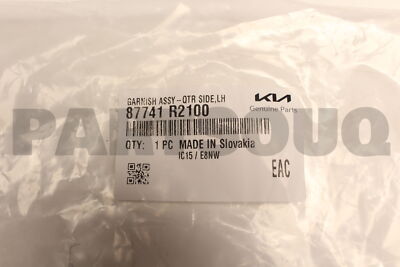 GARNISH ASSY-QTR SIDE,LH
87741 R2100
KIA
Genuine Parts
PARTSOUQ
QTY: 1 PC MADE IN Slovakia
IC15 / E8NW
EAC